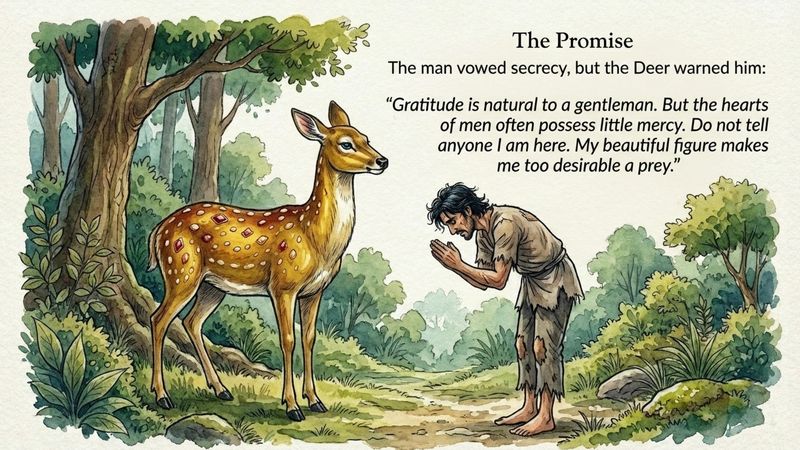 The Promise
The man vowed secrecy, but the Deer warned him:
“Gratitude is natural to a gentleman. But the hearts
of men often possess little mercy. Do not tell
anyone I am here. My beautiful figure makes
me too desirable a prey.”